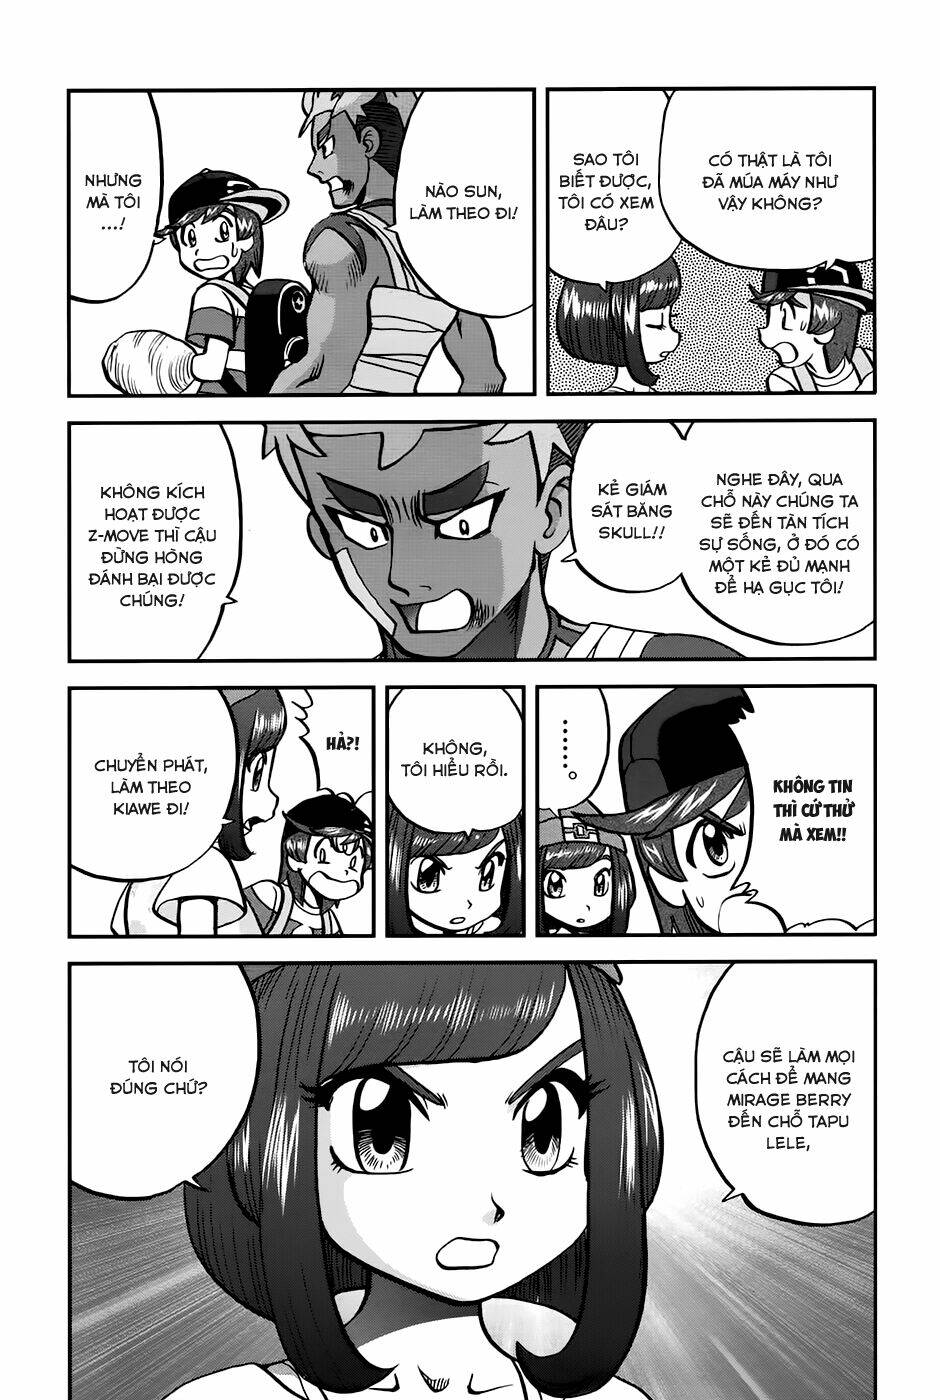 CÓ THẬT LÀ TÔI
ĐÃ MÚA MÁY NHƯ
VẬY KHÔNG?
SAO TÔI
BIẾT ĐƯỢC,
TÔI CÓ XEM
ĐÂU?
NÀO SUN,
LÀM THEO ĐI!
NHƯNG
MÀ TÔI
...!
NGHE ĐÂY, QUA
CHỖ NÀY CHÚNG TA
SẼ ĐẾN TÀN TÍCH
SỰ SỐNG, Ở ĐÓ CÓ
MỘT KẺ ĐỦ MẠNH
ĐỂ HẠ GỤC TÔI!
KẺ GIÁM
SÁT BĂNG
SKULL!!
KHÔNG KÍCH
HOẠT ĐƯỢC
Z-MOVE THÌ CẬU
ĐỪNG HÒNG
ĐÁNH BẠI ĐƯỢC
CHÚNG!
KHÔNG TIN
THÌ CỨ THỬ
MÀ XEM!!
......。
KHÔNG,
TÔI HIỂU RỒI.
HẢ?!
CHUYỂN PHÁT,
LÀM THEO
KIAWE ĐI!
CẬU SẼ LÀM MỌI
CÁCH ĐỂ MANG
MIRAGE BERRY
ĐẾN CHỖ TAPU
LELE,
TÔI NÓI
ĐÚNG CHỨ?